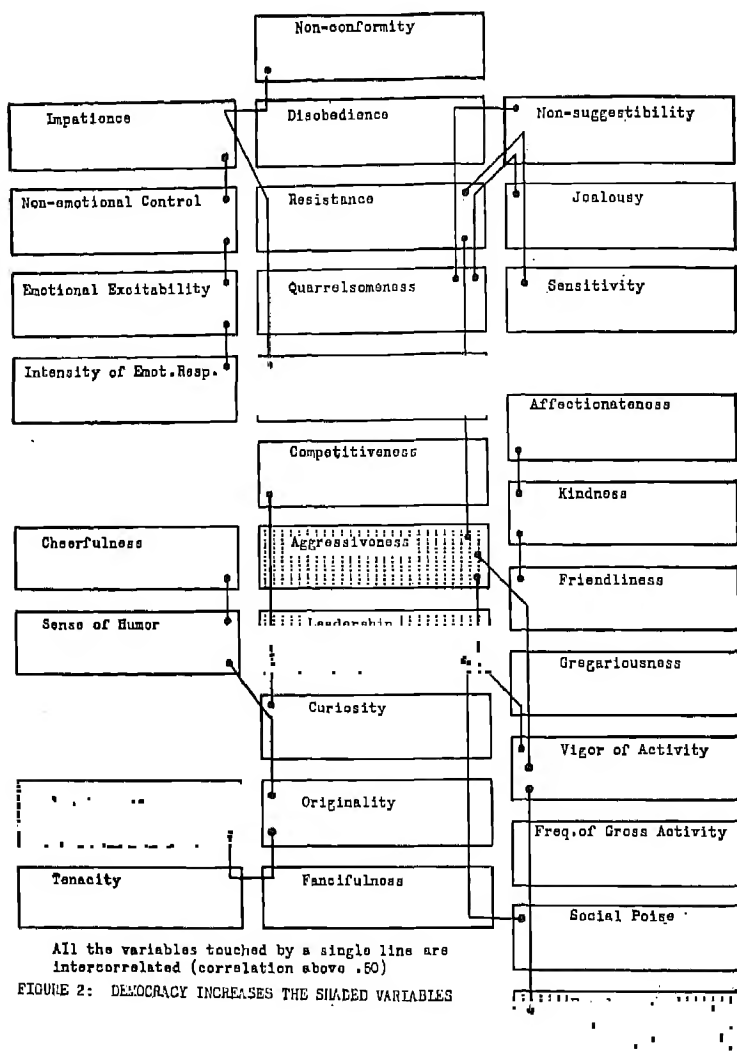 Non-conformity
Impatience
Disobedience
Non-suggestibility
Non-emotional Control
Resistance
Jealousy
Emotional Excitability
Quarrelsomeness
Sensitivity
Intensity of Emot.Resp.
Affectionateness
Competitiveness
Kindness
Cheerfulness
Aggressiveness
Friendliness
Sense of Humor
Leadership
Gregariousness
Curiosity
Vigor of Activity
Originality
Freq.of Gross Activity
Tenacity
Fancifulness
Social Poise
All the variables touched by a single line are
intercorrelated (correlation above .50)
FIGURE 2: DEMOCRACY INCREASES THE SHADED VARIABLES